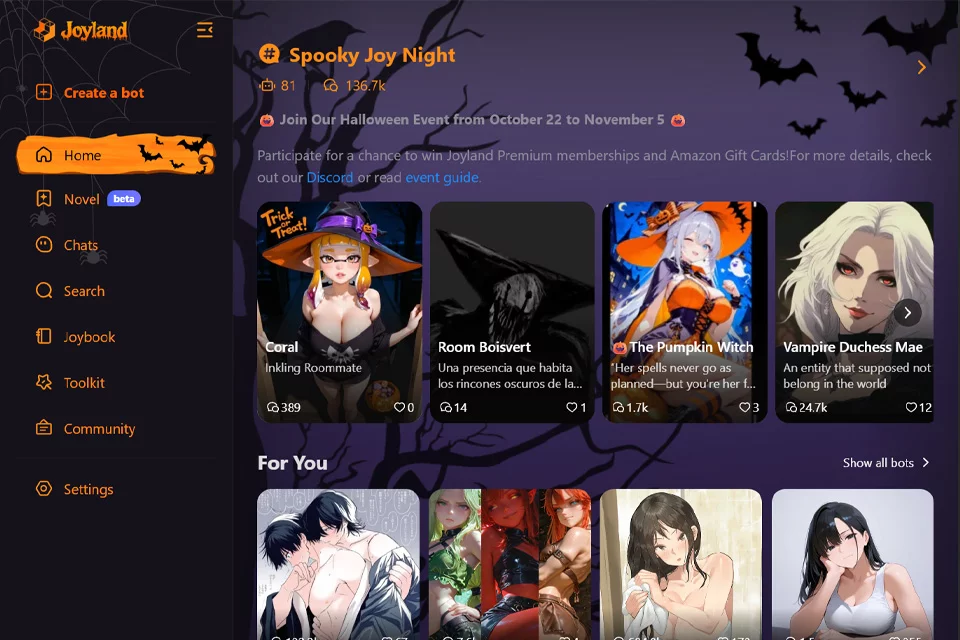 Joyland
Create a bot
Home
Novel beta
Chats
Search
Joybook
Toolkit
Community
Settings
Spooky Joy Night
81 136.7k
🎃 Join Our Halloween Event from October 22 to November 5 🎃
Participate for a chance to win Joyland Premium memberships and Amazon Gift Cards!For more details, check
out our Discord or read event guide.
Trick or Treat!
Coral
Inkling Roommate
389 0
Room Boisvert
Una presencia que habita
los rincones oscuros de la...
14 1
🎃The Pumpkin Witch
"Her spells never go as
planned—but you're her f...
1.7k 3
Vampire Duchess Mae
An entity that supposed not
belong in the world
24.7k 12
For You
Show all bots